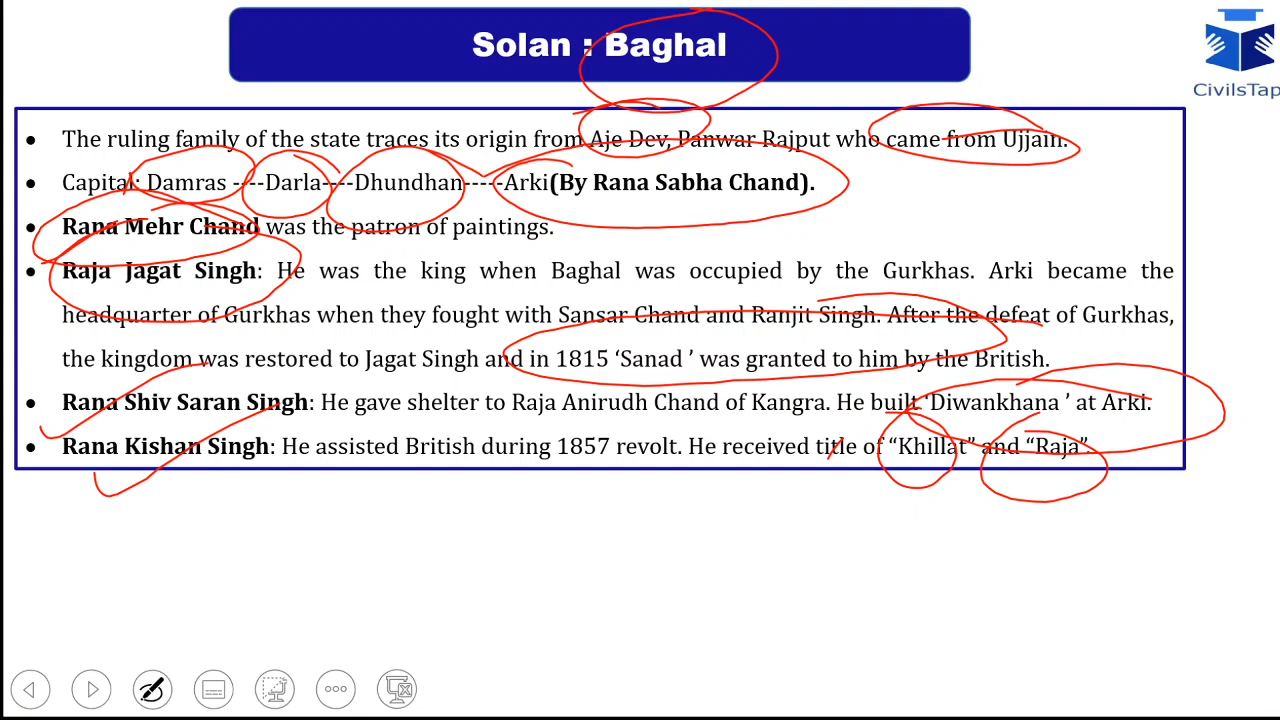 Solan : Baghal
CivilsTap
• The ruling family of the state traces its origin from Aje Dev, Panwar Rajput who came from Ujjain.
• Capital: Damras ----Darla----Dhundhan-----Arki(By Rana Sabha Chand).
• Rana Mehr Chand was the patron of paintings.
• Raja Jagat Singh: He was the king when Baghal was occupied by the Gurkhas. Arki became the
headquarter of Gurkhas when they fought with Sansar Chand and Ranjit Singh. After the defeat of Gurkhas,
the kingdom was restored to Jagat Singh and in 1815 ‘Sanad ’ was granted to him by the British.
• Rana Shiv Saran Singh: He gave shelter to Raja Anirudh Chand of Kangra. He built ‘Diwankhana ’ at Arki.
• Rana Kishan Singh: He assisted British during 1857 revolt. He received title of “Khillat” and “Raja”.